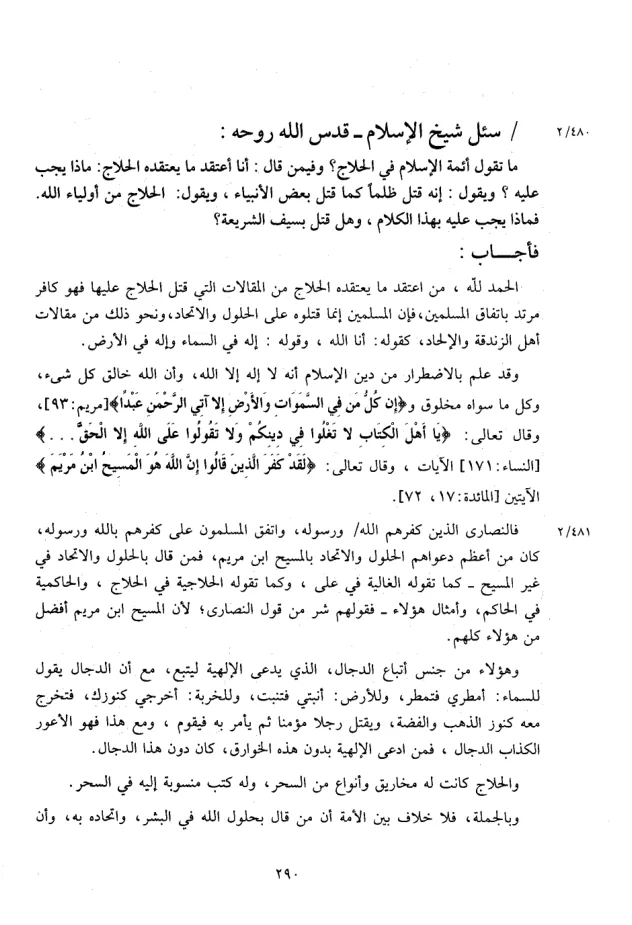 ٢/٤٨٠ / سئل شيخ الإسلام ـ قدس الله روحه :
ما تقول أئمة الإسلام في الحلاج؟ وفيمن قال : أنا أعتقد ما يعتقده الحلاج: ماذا يجب
عليه ؟ ويقول : إنه قتل ظلماً كما قتل بعض الأنبياء ، ويقول: الحلاج من أولياء الله.
فماذا يجب عليه بهذا الكلام ، وهل قتل بسيف الشريعة؟
فأجـــاب :
الحمد لله ، من اعتقد ما يعتقده الحلاج من المقالات التي قتل الحلاج عليها فهو كافر
مرتد باتفاق المسلمين،فإن المسلمين إنما قتلوه على الحلول والاتحاد،ونحو ذلك من مقالات
أهل الزندقة والإلحاد، كقوله: أنا الله ، وقوله : إله في السماء وإله في الأرض.
وقد علم بالاضطرار من دين الإسلام أنه لا إله إلا الله، وأن الله خالق كل شىء،
وكل ما سواه مخلوق و﴿إِن كُلُّ مَن فِي السَّمَوَاتِ وَالأَرْضِ إِلا آتِي الرَّحْمَنِ عَبْدًا﴾[مريم:٩٣]،
وقال تعالى: ﴿يَا أَهْلَ الْكِتَابِ لا تَغْلُوا فِي دِينِكُمْ وَلا تَقُولُوا عَلَى اللَّهِ إِلا الْحَقَّ . . . ﴾
[النساء:١٧١] الآيات ، وقال تعالى: ﴿لَقَدْ كَفَرَ الَّذِينَ قَالُوا إِنَّ اللَّهَ هُوَ الْمَسِيحُ ابْنُ مَرْيَمَ ﴾
الآيتين [المائدة:١٧، ٧٢].
٢/٤٨١ فالنصارى الذين كفرهم الله/ ورسوله، واتفق المسلمون على كفرهم بالله ورسوله،
كان من أعظم دعواهم الحلول والاتحاد بالمسيح ابن مريم، فمن قال بالحلول والاتحاد في
غير المسيح ـ كما تقوله الغالية في على ، وكما تقوله الحلاجية في الحلاج ، والحاكمية
في الحاكم، وأمثال هؤلاء ـ فقولهم شر من قول النصارى؛ لأن المسيح ابن مريم أفضل
من هؤلاء كلهم.
وهؤلاء من جنس أتباع الدجال، الذي يدعى الإلهية ليتبع، مع أن الدجال يقول
للسماء: أمطري فتمطر، وللأرض: أنبتي فتنبت، وللخربة: أخرجي كنوزك، فتخرج
معه كنوز الذهب والفضة، ويقتل رجلا مؤمنا ثم يأمر به فيقوم ، ومع هذا فهو الأعور
الكذاب الدجال ، فمن ادعى الإلهية بدون هذه الخوارق، كان دون هذا الدجال.
والحلاج كانت له مخاريق وأنواع من السحر، وله كتب منسوبة إليه في السحر.
وبالجملة، فلا خلاف بين الأمة أن من قال بحلول الله في البشر، واتحاده به، وأن
٢٩٠